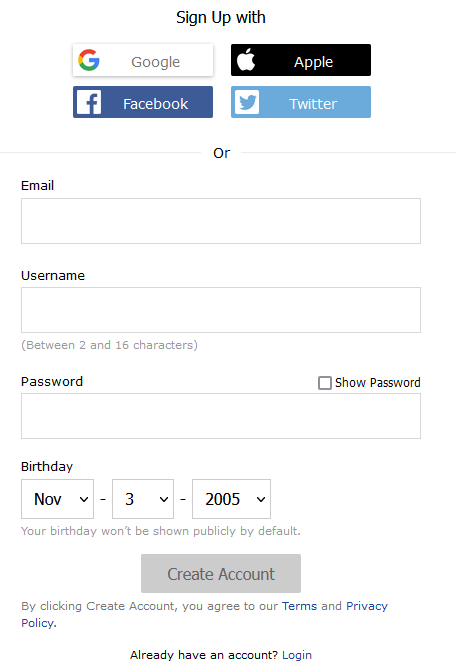 Sign Up with
Google
Apple
Facebook
Twitter
Or
Email
Username
(Between 2 and 16 characters)
Password
Show Password
Birthday
Nov - 3 - 2005
Your birthday won't be shown publicly by default.
Create Account
By clicking Create Account, you agree to our Terms and Privacy
Policy.
Already have an account? Login